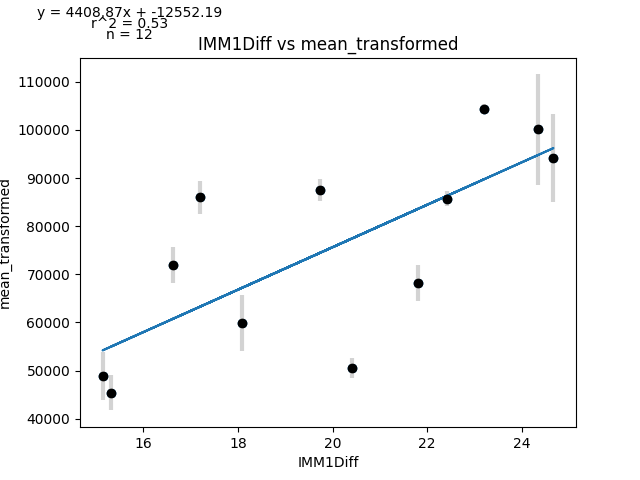 y = 4408.87x + -12552.19
r^2 = 0.53
n = 12
IMM1Diff vs mean_transformed
110000
100000
90000
80000
70000
60000
50000
40000
mean_transformed
16 18 20 22 24
IMM1Diff